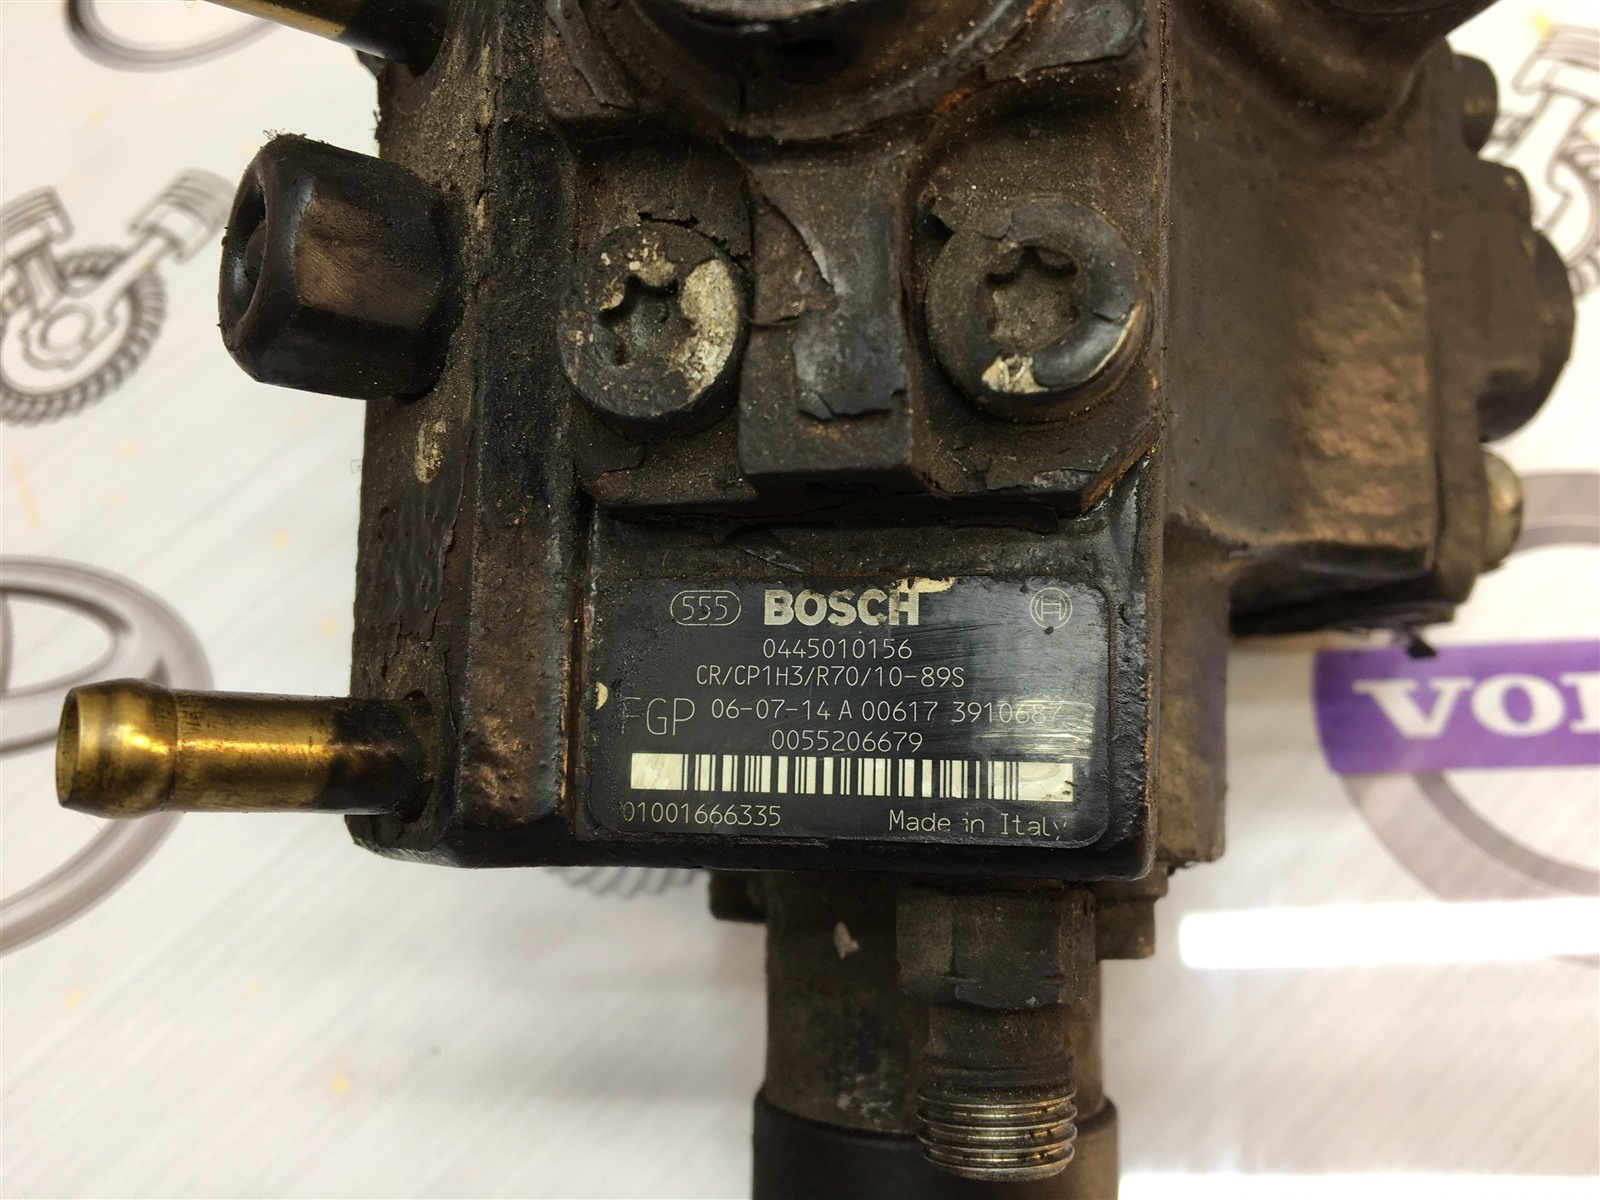 555 BOSCH
0445010156
CR/CP1H3/R70/10-89S
FGP 06-07-14 A 00617 3910687
0055206679
01001666335 Made in Italy
VOL